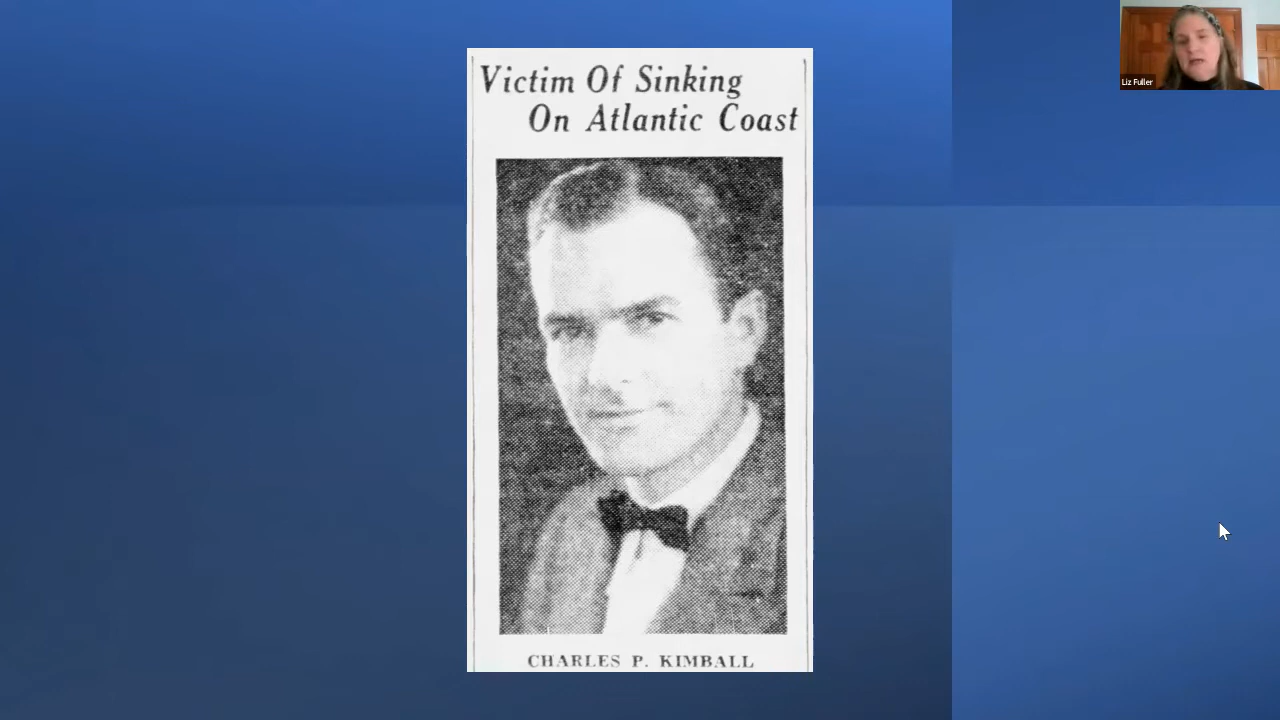 Victim Of Sinking
On Atlantic Coast
CHARLES P. KIMBALL
Liz Fuller